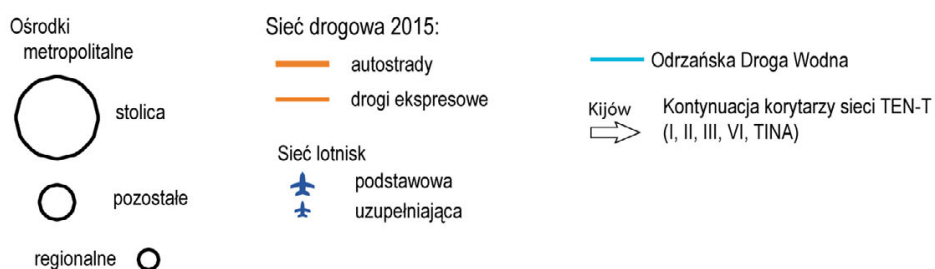 Ośrodki
metropolitalne
stolica
pozostałe
regionalne
Sieć drogowa 2015:
autostrady
drogi ekspresowe
Sieć lotnisk
podstawowa
uzupełniająca
Odrzańska Droga Wodna
Kijów
Kontynuacja korytarzy sieci TEN-T
(I, II, III, VI, TINA)